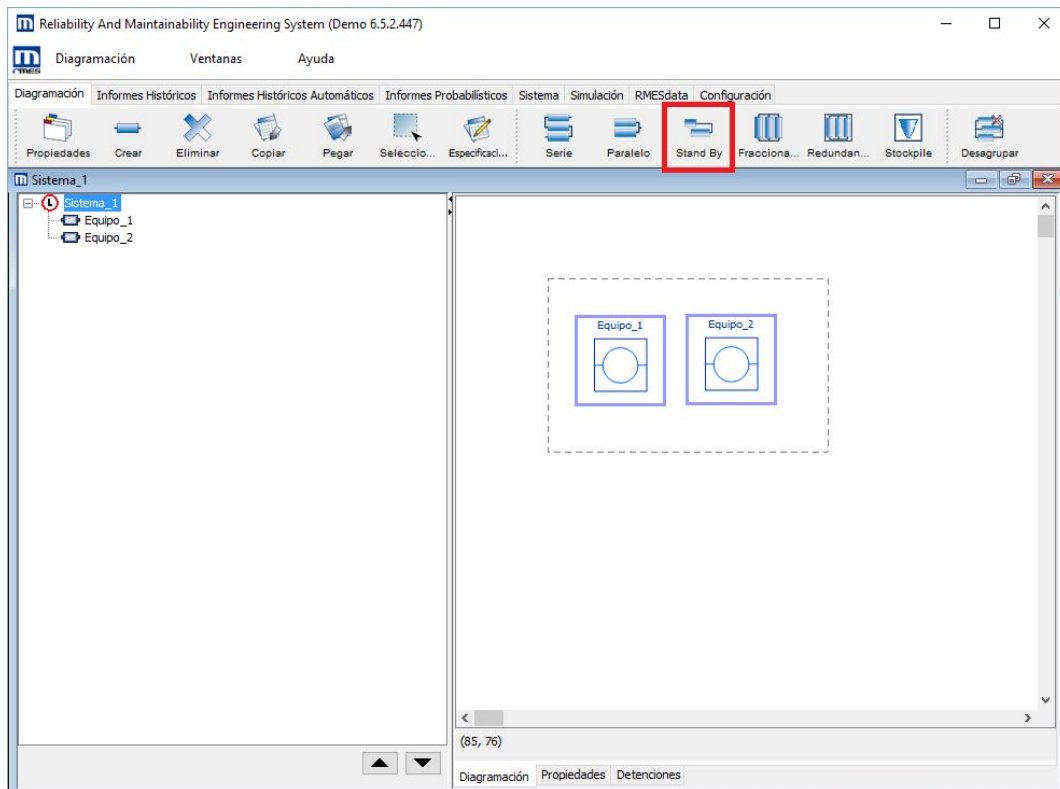 Reliability And Maintainability Engineering System (Demo 6.5.2.447)
rmes Diagramación Ventanas Ayuda
Diagramación Informes Históricos Informes Históricos Automáticos Informes Probabilísticos Sistema Simulación RMESdata Configuración
Propiedades Crear Eliminar Copiar Pegar Seleccio... Especificaci... Serie Paralelo Stand By Fracciona... Redundan... Stockpile Desagrupar
Sistema_1
Sistema_1
Equipo_1
Equipo_2
Equipo_1 Equipo_2
(85, 76)
Diagramación Propiedades Detenciones